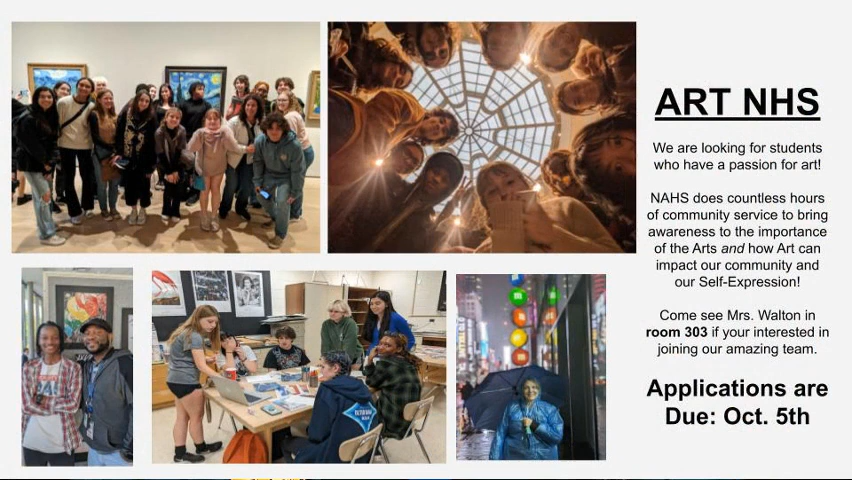 ART NHS
We are looking for students
who have a passion for art!
NAHS does countless hours
of community service to bring
awareness to the importance
of the Arts and how Art can
impact our community and
our Self-Expression!
Come see Mrs. Walton in
room 303 if your interested in
joining our amazing team.
Applications are
Due: Oct. 5th